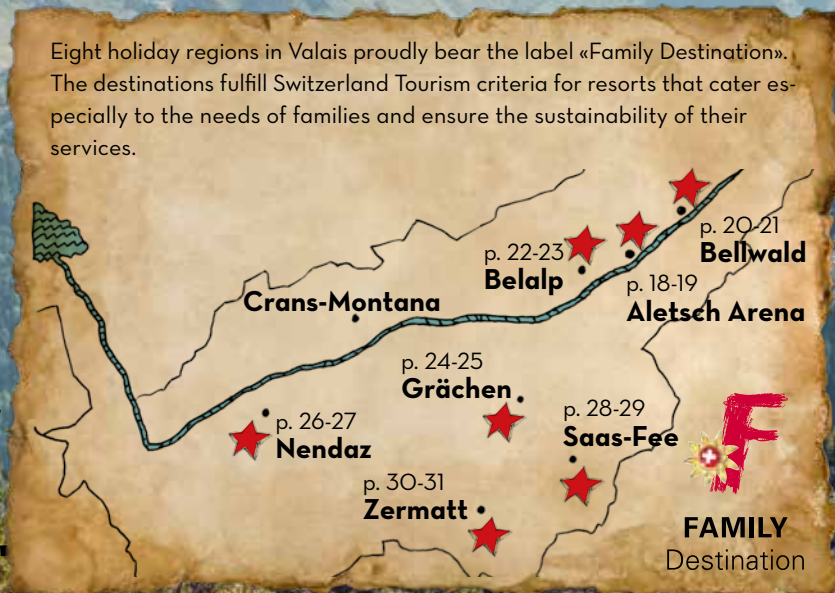 Eight holiday regions in Valais proudly bear the label «Family Destination».
The destinations fulfill Switzerland Tourism criteria for resorts that cater es-
pecially to the needs of families and ensure the sustainability of their
services.
p. 20-21
Bellwald
p. 22-23
Belalp
p. 18-19
Aletsch Arena
Crans-Montana
p. 24-25
Grächen
p. 26-27
Nendaz
p. 28-29
Saas-Fee
p. 30-31
Zermatt
F
FAMILY
Destination